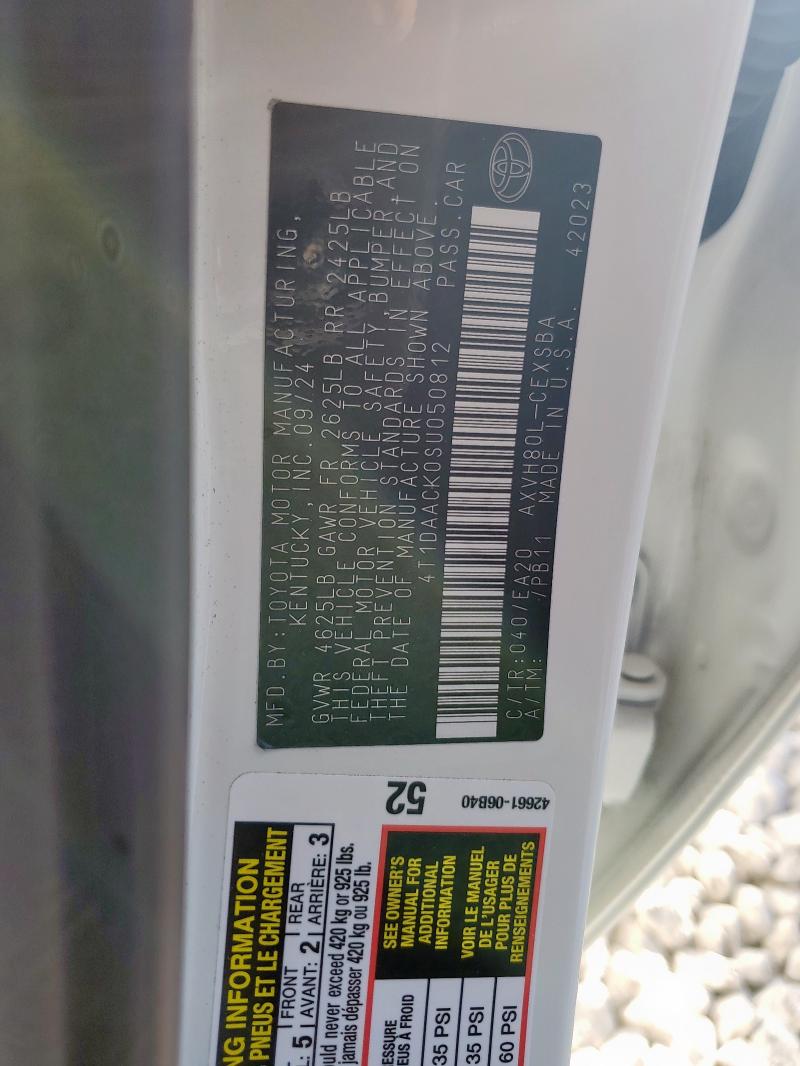 MFD.BY:TOYOTA MOTOR MANUFACTURING,
KENTUCKY, INC.09/24
GVWR 4625LB GAWR FR 2625LB RR 2425LB
THIS VEHICLE CONFORMS TO ALL APPLICABLE
FEDERAL MOTOR VEHICLE SAFETY,BUMPER,AND
THEFT PREVENTION STANDARDS IN EFFECT ON
THE DATE OF MANUFACTURE SHOWN ABOVE.
4T1DAACK0SU050812 PASS.CAR
C/TR:040/EA20 AXVH80L-CEXSBA
A/TM: /PB11 MADE IN U.S.A. 42023
52
42661-06B40
NG INFORMATION
PNEUS ET LE CHARGEMENT
5 FRONT REAR
AVANT: 2 ARRIÈRE: 3
never exceed 420 kg or 925 lbs.
jamais dépasser 420 kg ou 925 lb.
SEE OWNER'S
MANUAL FOR
ADDITIONAL
INFORMATION
VOIR LE MANUEL
DE L'USAGER
POUR PLUS DE
RENSEIGNEMENTS
À FROID
35 PSI
35 PSI
60 PSI